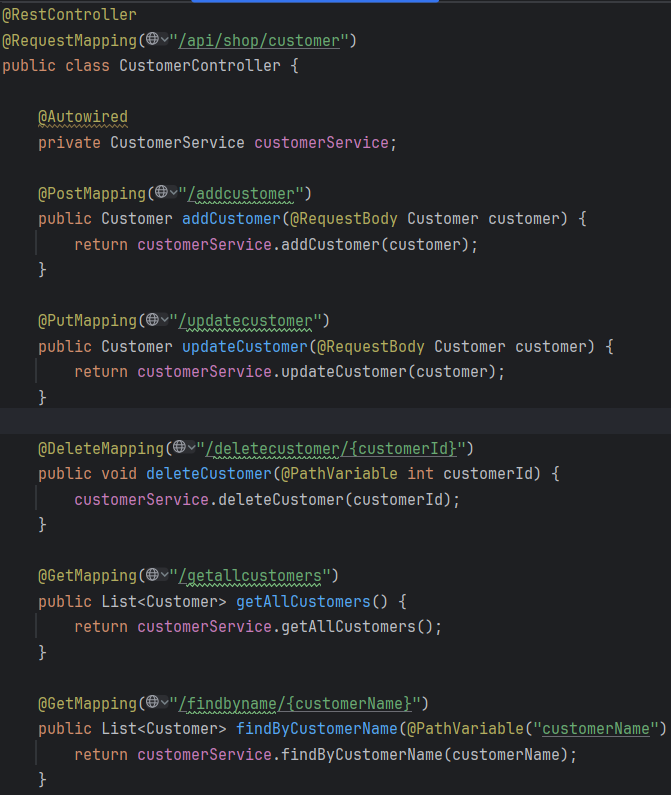 @RestController
@RequestMapping("/api/shop/customer")
public class CustomerController {
@Autowired
private CustomerService customerService;
@PostMapping("/addcustomer")
public Customer addCustomer(@RequestBody Customer customer) {
return customerService.addCustomer(customer);
}
@PutMapping("/updatecustomer")
public Customer updateCustomer(@RequestBody Customer customer) {
return customerService.updateCustomer(customer);
}
@DeleteMapping("/deletecustomer/{customerId}")
public void deleteCustomer(@PathVariable int customerId) {
customerService.deleteCustomer(customerId);
}
@GetMapping("/getallcustomers")
public List<Customer> getAllCustomers() {
return customerService.getAllCustomers();
}
@GetMapping("/findbyname/{customerName}")
public List<Customer> findByCustomerName(@PathVariable("customerName")
return customerService.findByCustomerName(customerName);
}